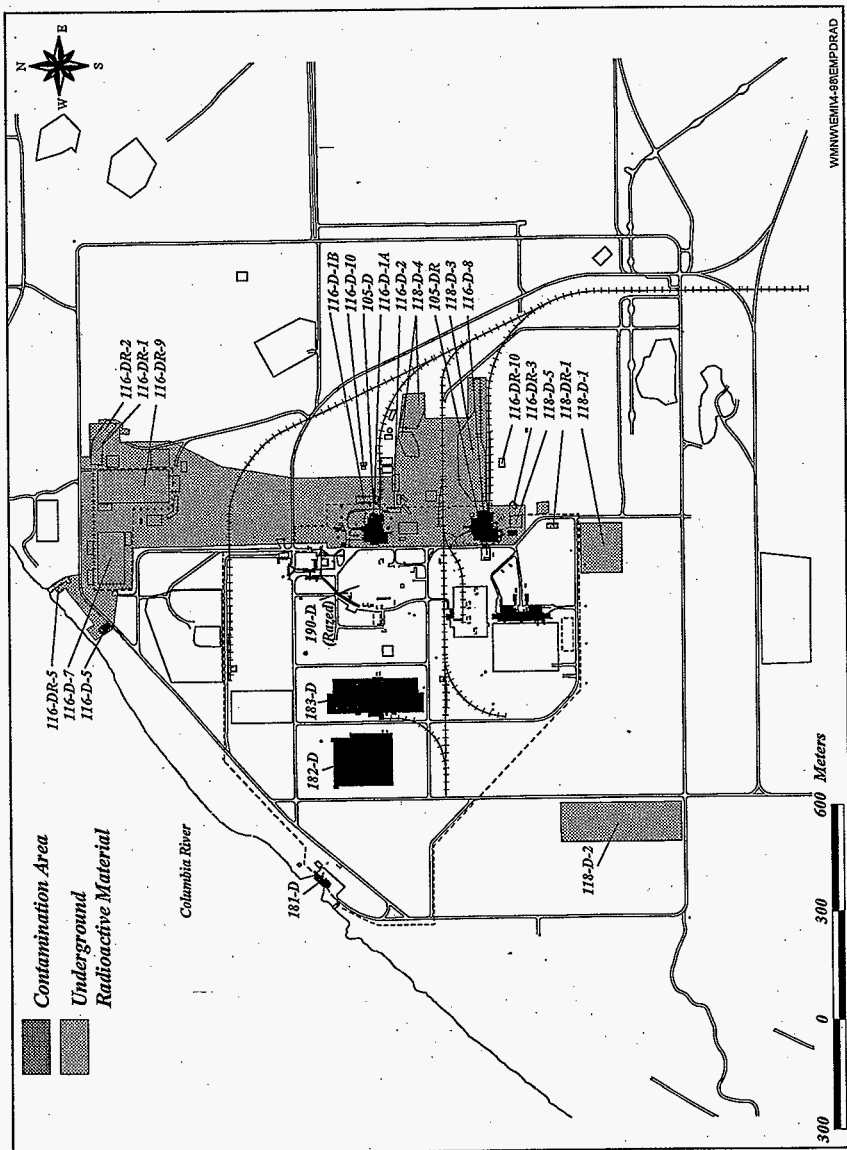 Contamination Area
Underground
Radioactive Material
N
E
S
W
Columbia River
116-DR-5
116-D-7
116-D-5
116-DR-2
116-DR-1
116-DR-9
116-D-1B
116-D-10
105-D
116-D-1A
116-D-2
118-D-4
105-DR
118-D-3
116-D-8
116-DR-10
116-DR-3
118-D-5
118-DR-1
118-D-1
190-D
(Razed)
183-D
182-D
181-D
118-D-2
300
0
300
600 Meters
WMNW\EMI\4-98\EMPDRAD